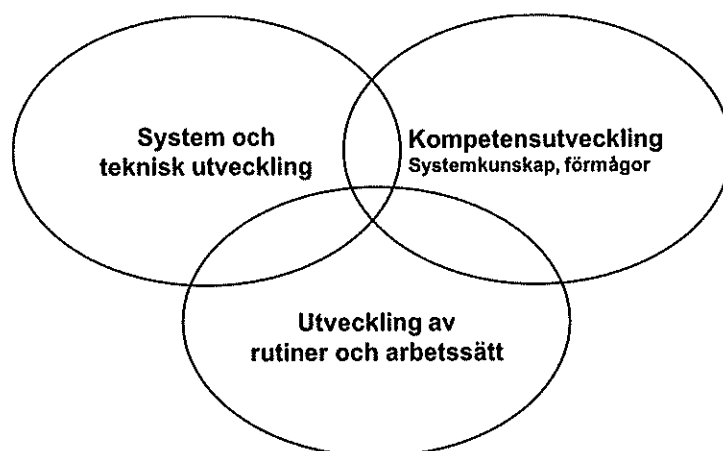 System och
teknisk utveckling
Kompetensutveckling
Systemkunskap, förmågor
Utveckling av
rutiner och arbetssätt